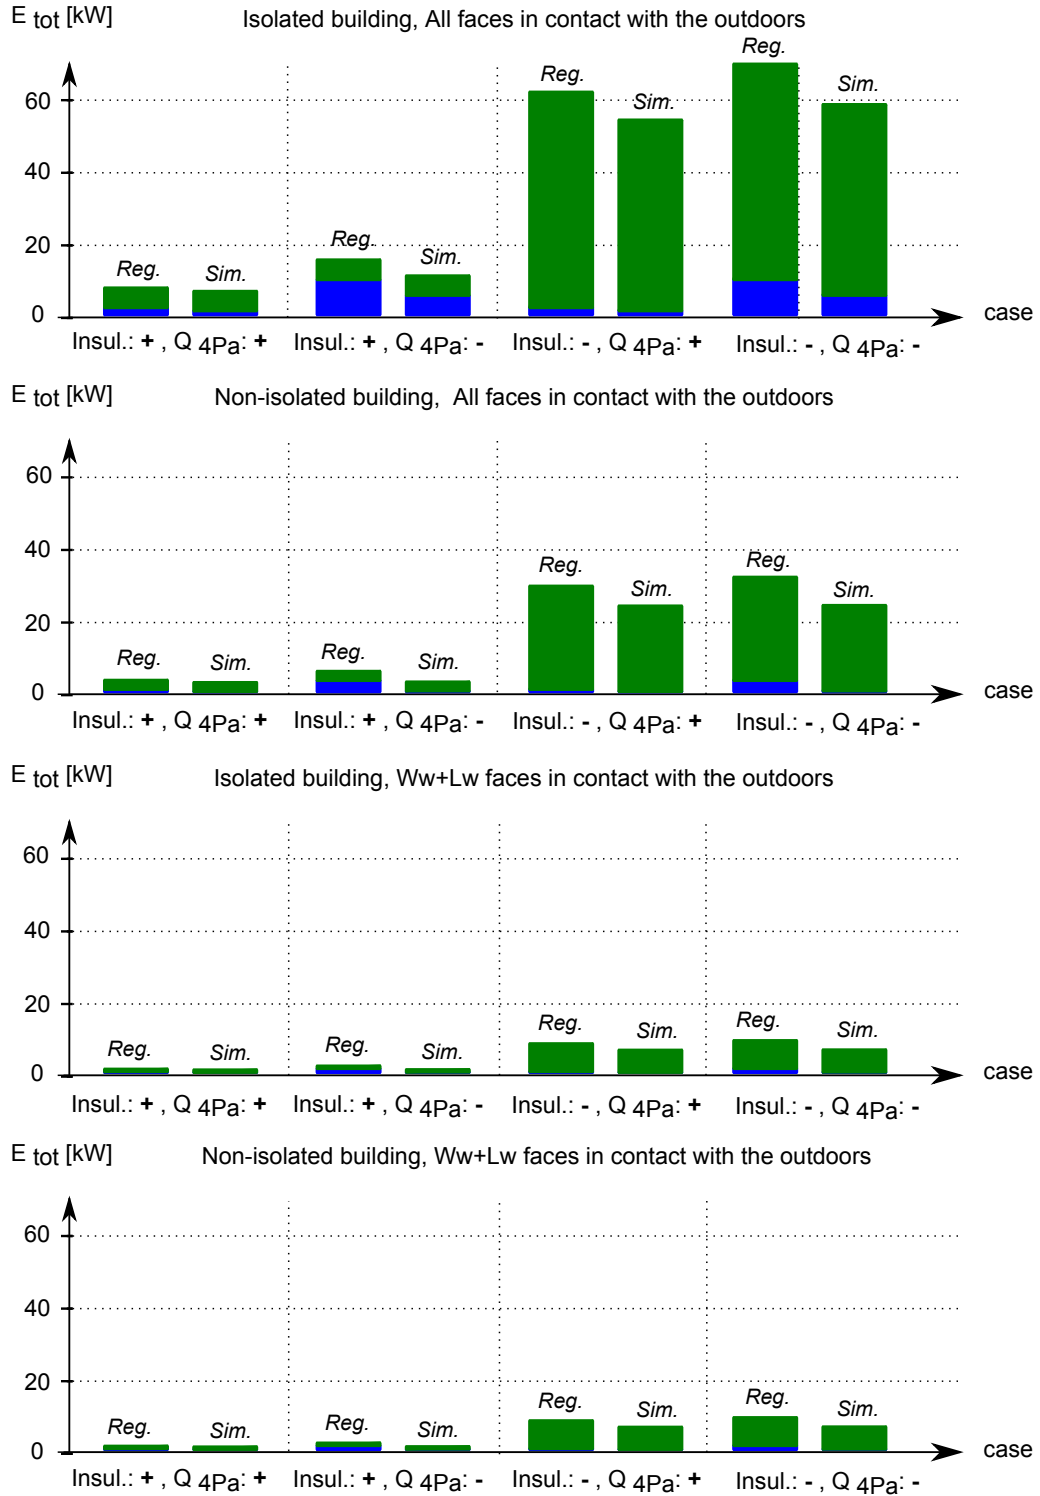 E tot [kW] Isolated building, All faces in contact with the outdoors
Reg.
Reg. Sim.
60 Sim.
40
Reg.
20 Sim.
Reg. Sim.
0 case
Insul.: + , Q 4Pa: + Insul.: + , Q 4Pa: - Insul.: - , Q 4Pa: + Insul.: - , Q 4Pa: -
E tot [kW] Non-isolated building, All faces in contact with the outdoors
60
40
Reg. Reg.
Sim. Sim.
20
Reg. Sim. Reg. Sim.
0 case
Insul.: + , Q 4Pa: + Insul.: + , Q 4Pa: - Insul.: - , Q 4Pa: + Insul.: - , Q 4Pa: -
E tot [kW] Isolated building, Ww+Lw faces in contact with the outdoors
60
40
20
Reg. Sim. Reg. Sim.
Reg. Sim. Reg. Sim.
0 case
Insul.: + , Q 4Pa: + Insul.: + , Q 4Pa: - Insul.: - , Q 4Pa: + Insul.: - , Q 4Pa: -
E tot [kW] Non-isolated building, Ww+Lw faces in contact with the outdoors
60
40
20
Reg. Sim. Reg. Sim.
Reg. Sim. Reg. Sim.
0 case
Insul.: + , Q 4Pa: + Insul.: + , Q 4Pa: - Insul.: - , Q 4Pa: + Insul.: - , Q 4Pa: -